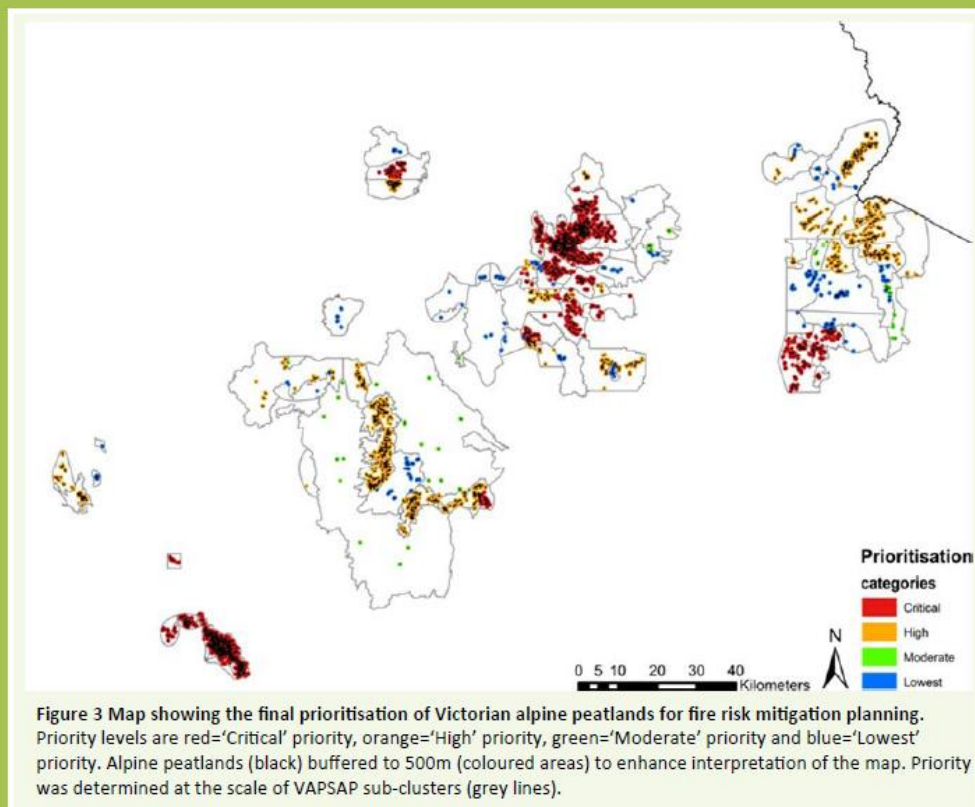 Prioritisation
categories
Critical
High
Moderate
Lowest
N
0 5 10 20 30 40
Kilometers
Figure 3 Map showing the final prioritisation of Victorian alpine peatlands for fire risk mitigation planning.
Priority levels are red=‘Critical’ priority, orange=‘High’ priority, green=‘Moderate’ priority and blue=‘Lowest’
priority. Alpine peatlands (black) buffered to 500m (coloured areas) to enhance interpretation of the map. Priority
was determined at the scale of VAPSAP sub-clusters (grey lines).